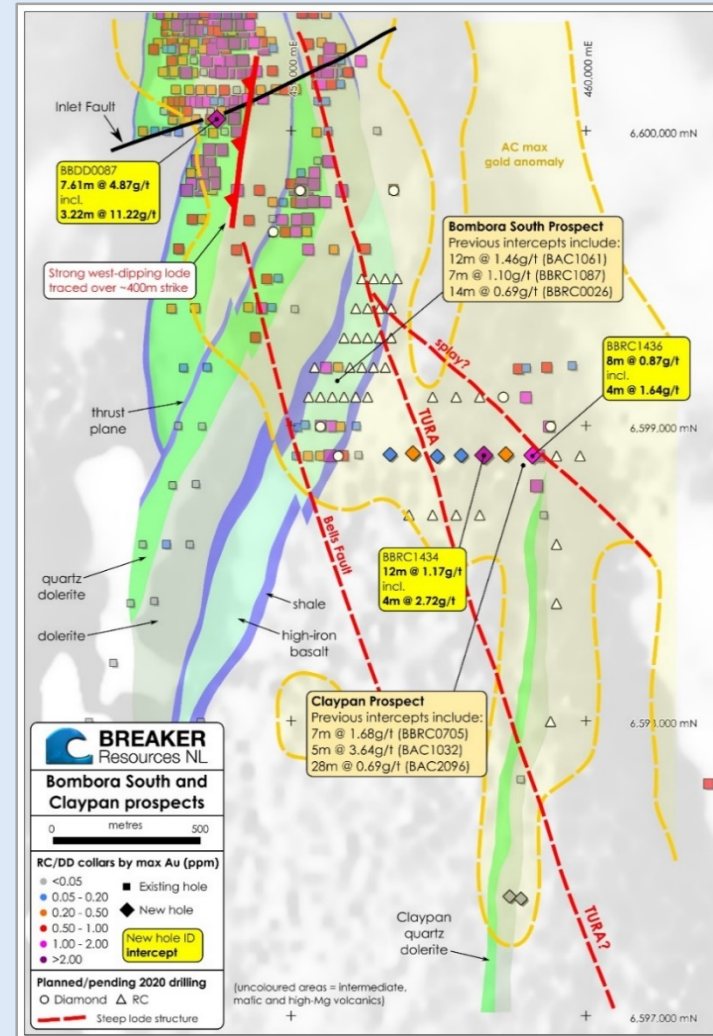 459,000 mE
460,000 mE
Inlet Fault
6,600,000 mN
AC max
gold anomaly
BBDD0087
7.61m @ 4.87g/t
incl.
3.22m @ 11.22g/t
Bombora South Prospect
Previous intercepts include:
12m @ 1.46g/t (BAC1061)
7m @ 1.10g/t (BBRC1087)
14m @ 0.69g/t (BBRC0026)
Strong west-dipping lode
traced over ~400m strike
BBRC1436
8m @ 0.87g/t
incl.
4m @ 1.64g/t
splay?
thrust
plane
TURA
6,599,000 mN
Bells Fault
BBRC1434
12m @ 1.17g/t
incl.
4m @ 2.72g/t
quartz
dolerite
shale
dolerite
high-iron
basalt
Claypan Prospect
Previous intercepts include:
7m @ 1.68g/t (BBRC0705)
5m @ 3.64g/t (BAC1032)
28m @ 0.69g/t (BAC2096)
6,598,000 mN
BREAKER
Resources NL
Bombora South and
Claypan prospects
metres
0 500
RC/DD collars by max Au (ppm)
<0.05
0.05 - 0.20
0.20 - 0.50
0.50 - 1.00
1.00 - 2.00
>2.00
Existing hole
New hole
New hole ID
intercept
Planned/pending 2020 drilling
Diamond RC
Steep lode structure
Claypan
quartz
dolerite
TURA?
(uncoloured areas = intermediate,
mafic and high-Mg volcanics)
6,597,000 mN